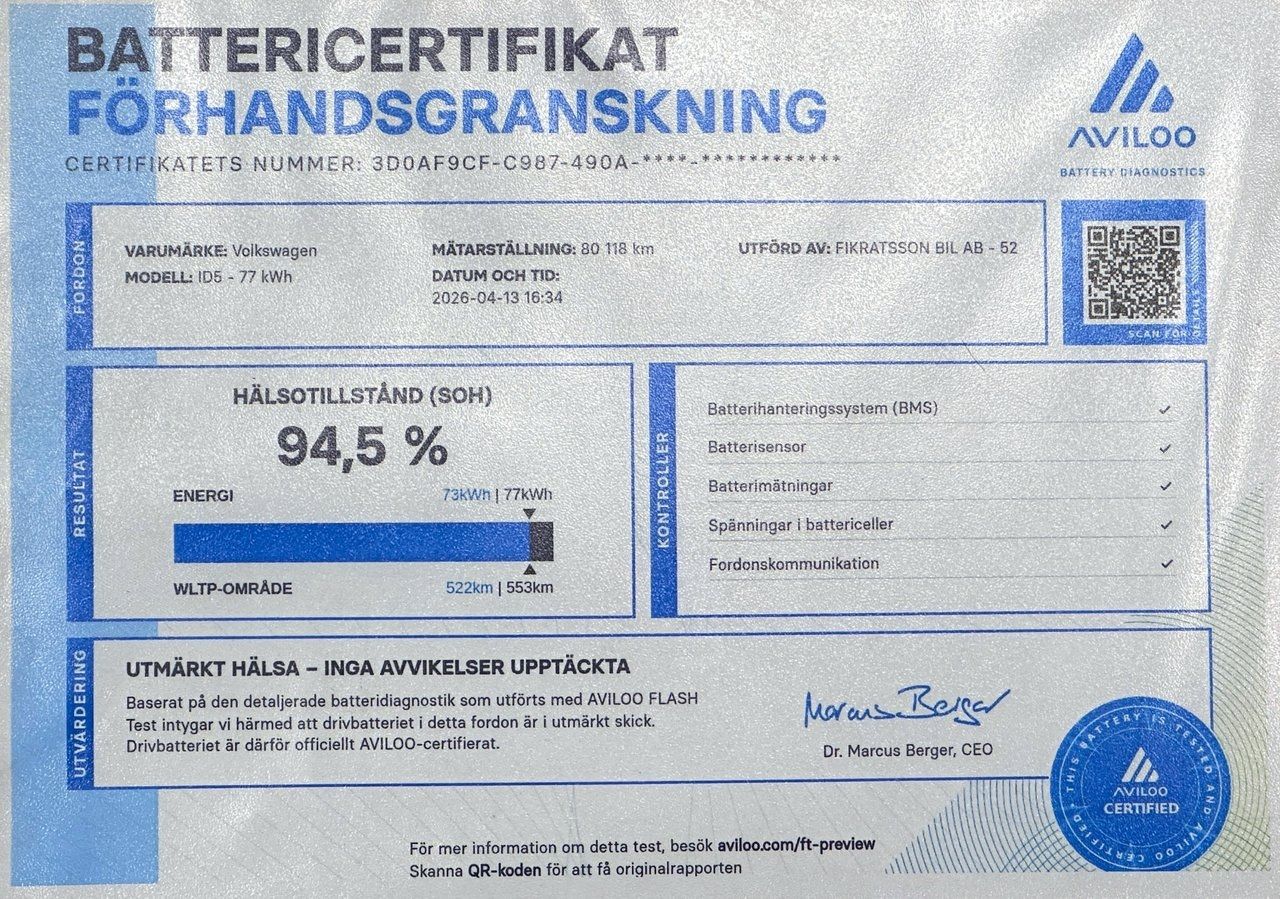 BATTERICERTIFIKAT
FÖRHANDSGRANSKNING
CERTIFIKATETS NUMMER: 3D0AF9CF-C987-490A-****-************
AVILOO
BATTERY DIAGNOSTICS
FORDON
VARUMÄRKE: Volkswagen
MODELL: ID5 - 77 kWh
MÄTARSTÄLLNING: 80 118 km
DATUM OCH TID:
2026-04-13 16:34
UTFÖRD AV: FIKRATSSON BIL AB - 52
SCAN FOR DETAILS
RESULTAT
HÄLSOTILLSTÅND (SOH)
94,5 %
ENERGI 73kWh | 77kWh
WLTP-OMRÅDE 522km | 553km
KONTROLLER
Batterihanteringssystem (BMS) ✓
Batterisensor ✓
Batterimätningar ✓
Spänningar i battericeller ✓
Fordonskommunikation ✓
UTVÄRDERING
UTMÄRKT HÄLSA – INGA AVVIKELSER UPPTÄCKTA
Baserat på den detaljerade batteridiagnostik som utförts med AVILOO FLASH
Test intygar vi härmed att drivbatteriet i detta fordon är i utmärkt skick.
Drivbatteriet är därför officiellt AVILOO-certifierat.
Marcus Berger
Dr. Marcus Berger, CEO
THIS BATTERY IS TESTED AND AVILOO CERTIFIED
AVILOO
CERTIFIED
För mer information om detta test, besök aviloo.com/ft-preview
Skanna QR-koden för att få originalrapporten